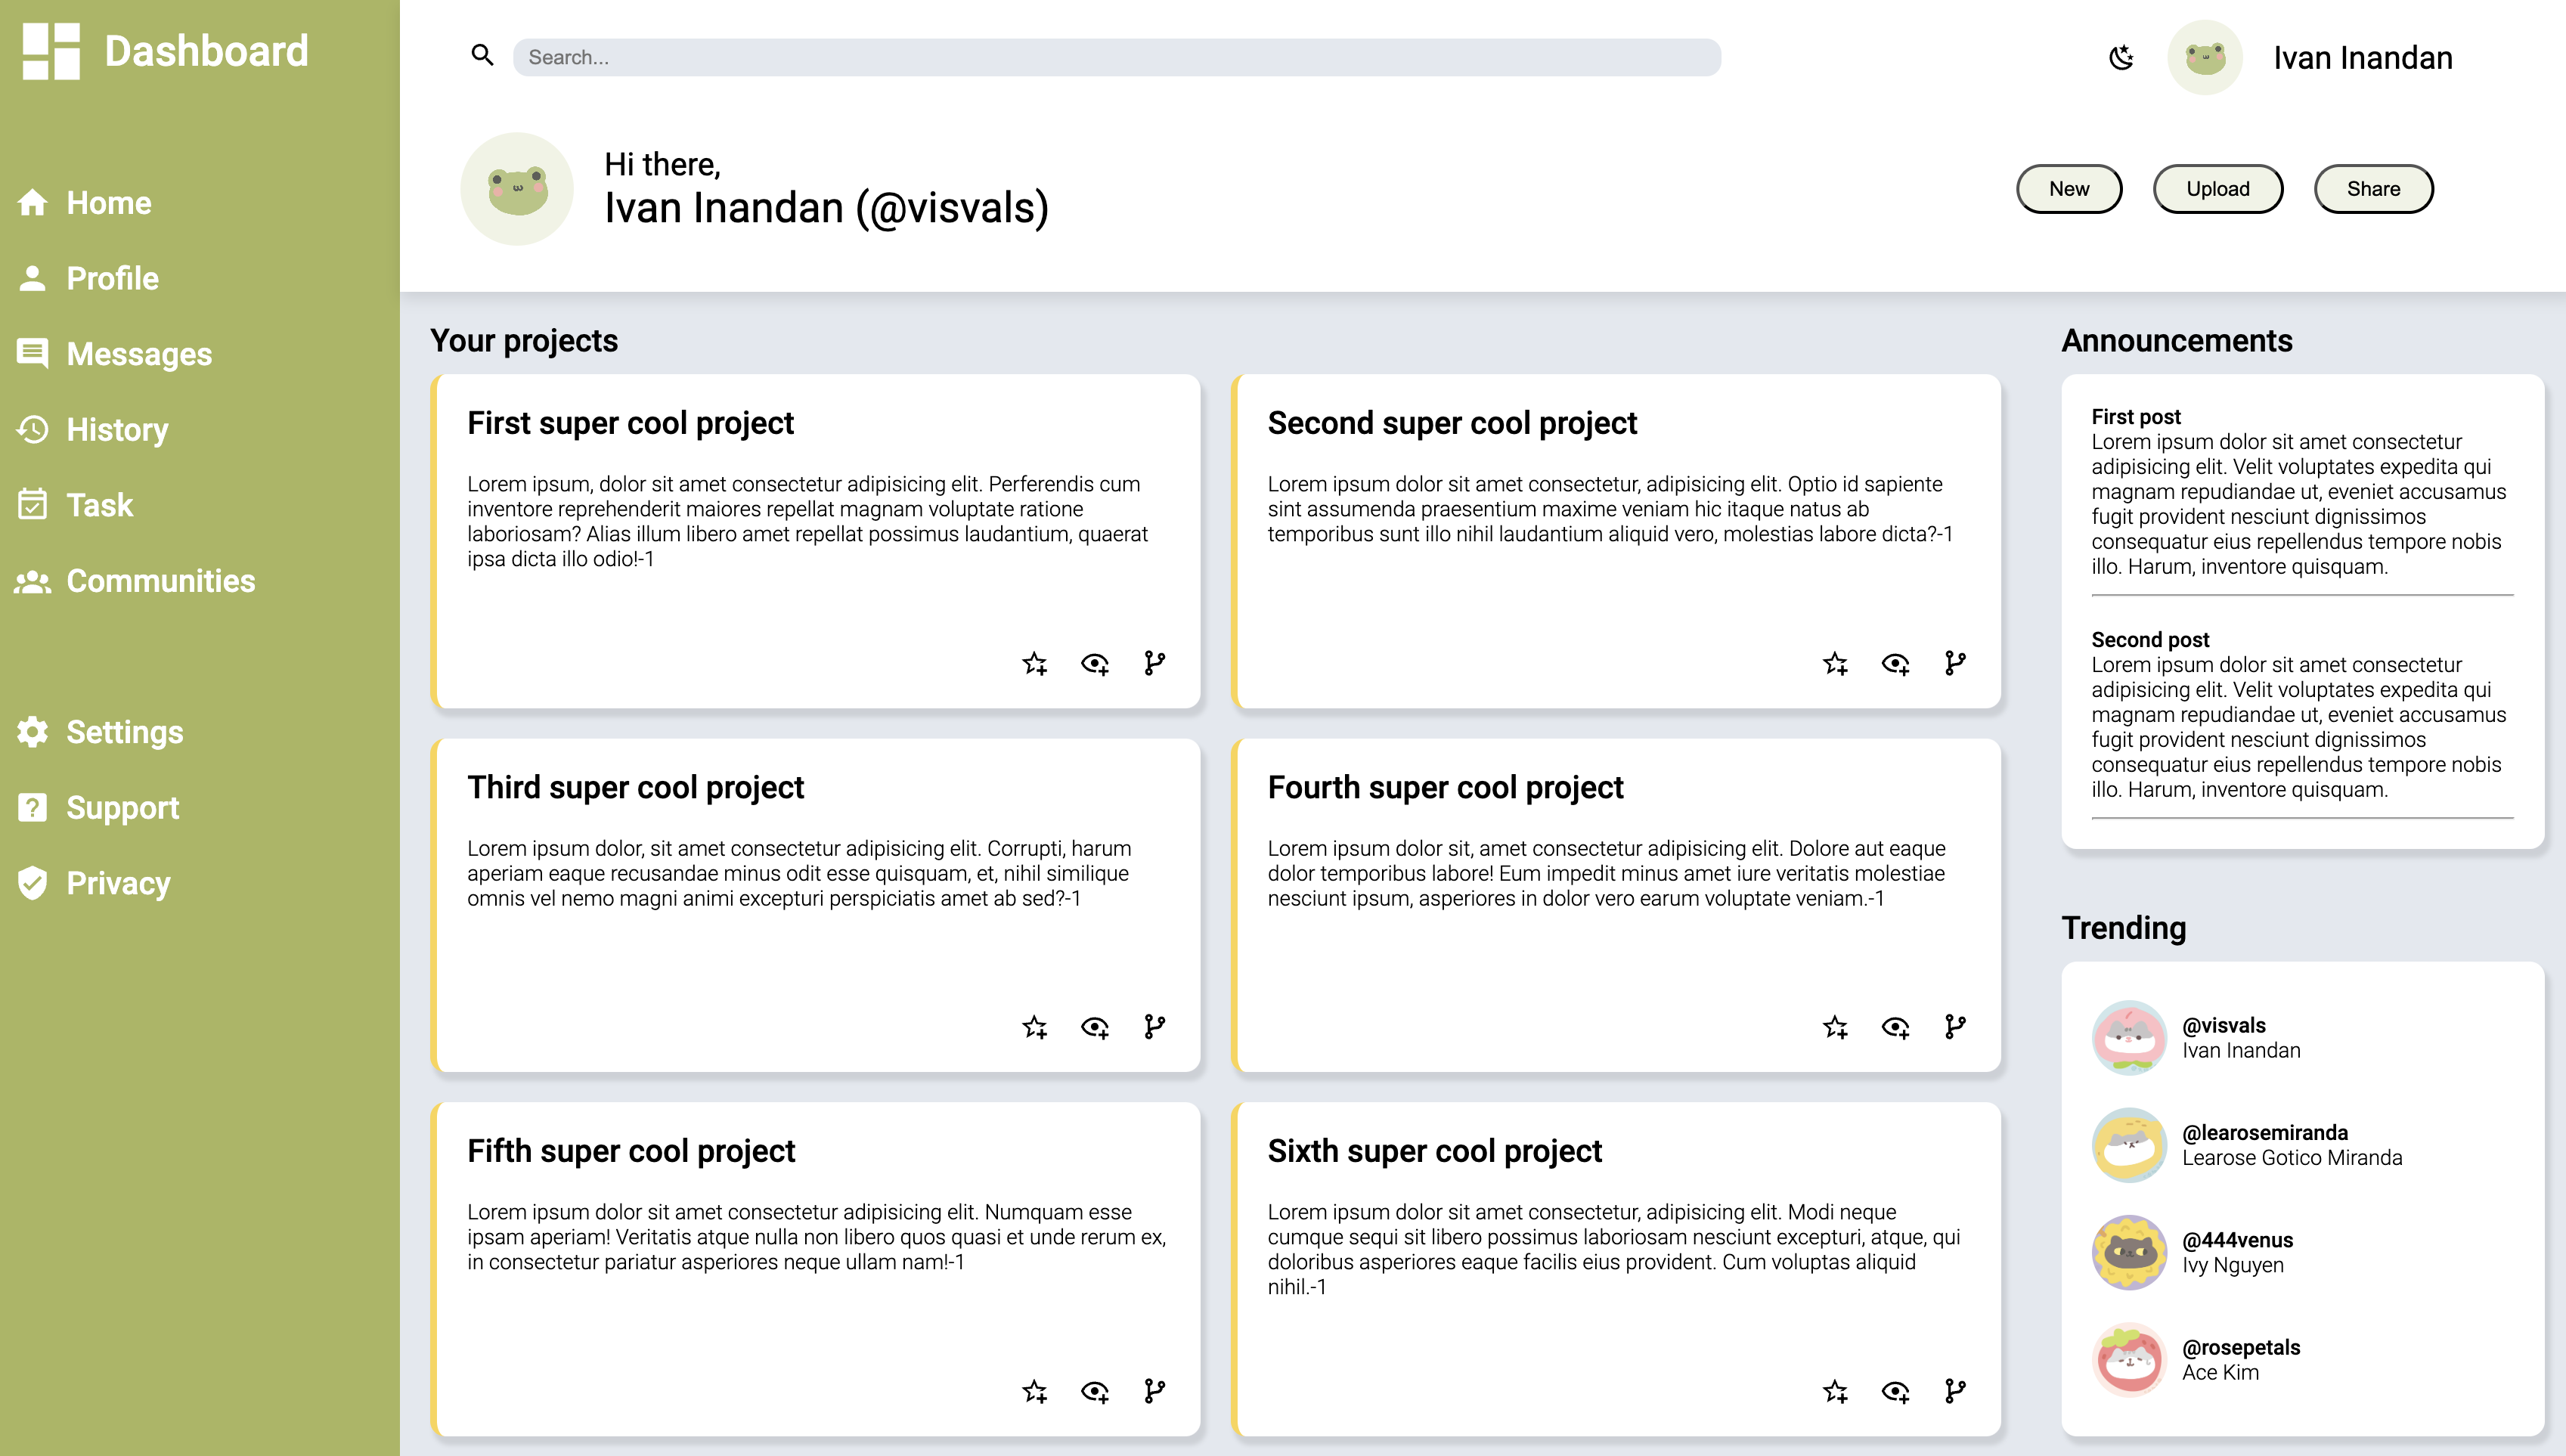 Dashboard
Home
Profile
Messages
History
Task
Communities
Settings
Support
Privacy
Search...
Ivan Inandan
Hi there,
Ivan Inandan (@visvals)
New
Upload
Share
Your projects
First super cool project
Lorem ipsum, dolor sit amet consectetur adipisicing elit. Perferendis cum
inventore reprehenderit maiores repellat magnam voluptate ratione
laboriosam? Alias illum libero amet repellat possimus laudantium, quaerat
ipsa dicta illo odio!-1
Second super cool project
Lorem ipsum dolor sit amet consectetur, adipisicing elit. Optio id sapiente
sint assumenda praesentium maxime veniam hic itaque natus ab
temporibus sunt illo nihil laudantium aliquid vero, molestias labore dicta?-1
Third super cool project
Lorem ipsum dolor, sit amet consectetur adipisicing elit. Corrupti, harum
aperiam eaque recusandae minus odit esse quisquam, et, nihil similique
omnis vel nemo magni animi excepturi perspiciatis amet ab sed?-1
Fourth super cool project
Lorem ipsum dolor sit, amet consectetur adipisicing elit. Dolore aut eaque
dolor temporibus labore! Eum impedit minus amet iure veritatis molestiae
nesciunt ipsum, asperiores in dolor vero earum voluptate veniam.-1
Fifth super cool project
Lorem ipsum dolor sit amet consectetur adipisicing elit. Numquam esse
ipsam aperiam! Veritatis atque nulla non libero quos quasi et unde rerum ex,
in consectetur pariatur asperiores neque ullam nam!-1
Sixth super cool project
Lorem ipsum dolor sit amet consectetur, adipisicing elit. Modi neque
cumque sequi sit libero possimus laboriosam nesciunt excepturi, atque, qui
doloribus asperiores eaque facilis eius provident. Cum voluptas aliquid
nihil.-1
Announcements
First post
Lorem ipsum dolor sit amet consectetur
adipisicing elit. Velit voluptates expedita qui
magnam repudiandae ut, eveniet accusamus
fugit provident nesciunt dignissimos
consequatur eius repellendus tempore nobis
illo. Harum, inventore quisquam.
Second post
Lorem ipsum dolor sit amet consectetur
adipisicing elit. Velit voluptates expedita qui
magnam repudiandae ut, eveniet accusamus
fugit provident nesciunt dignissimos
consequatur eius repellendus tempore nobis
illo. Harum, inventore quisquam.
Trending
@visvals
Ivan Inandan
@learosemiranda
Learose Gotico Miranda
@444venus
Ivy Nguyen
@rosepetals
Ace Kim